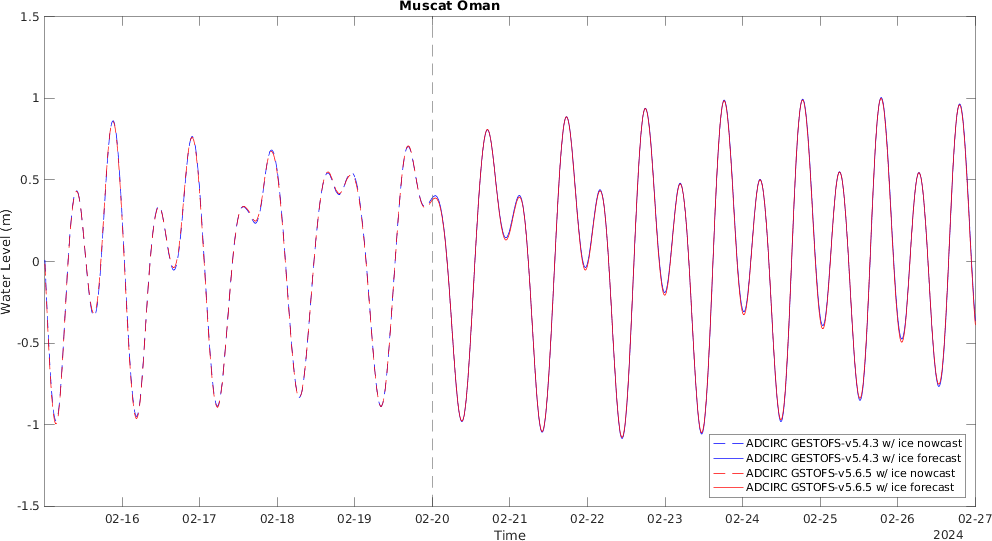 Muscat Oman
1.5
1
0.5
0
-0.5
-1
-1.5
Water Level (m)
02-16
02-17
02-18
02-19
02-20
02-21
02-22
02-23
02-24
02-25
02-26
02-27
Time
2024
ADCIRC GESTOFS-v5.4.3 w/ ice nowcast
ADCIRC GESTOFS-v5.4.3 w/ ice forecast
ADCIRC GSTOFS-v5.6.5 w/ ice nowcast
ADCIRC GSTOFS-v5.6.5 w/ ice forecast